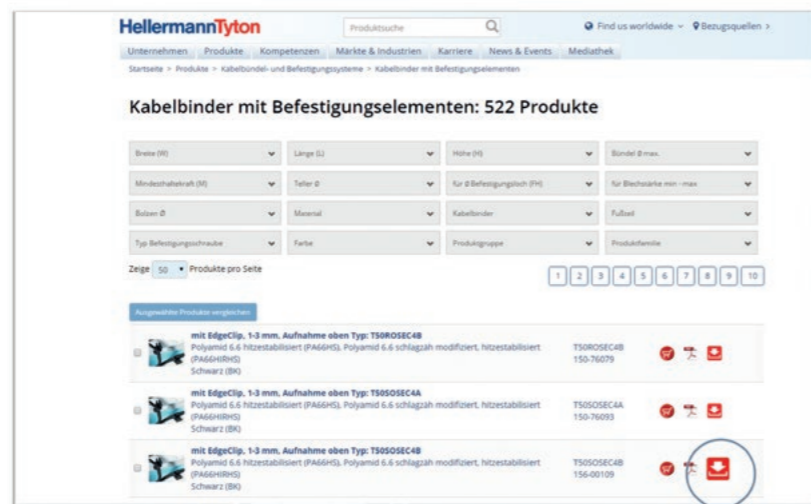 HellermannTyton
Produktsuche
Find us worldwide
Bezugsquellen >
Unternehmen Produkte Kompetenzen Märkte & Industrien Karriere News & Events Mediathek
Startseite > Produkte > Kabelbündel- und Befestigungssysteme > Kabelbinder mit Befestigungselementen
Kabelbinder mit Befestigungselementen: 522 Produkte
Breite (W) Länge (L) Höhe (H) Bündel Ø max.
Mindesthaltekraft (M) Teller Ø für Ø Befestigungsloch (FH) für Blechstärke min - max
Bolzen Ø Material Kabelbinder Fußteil
Typ Befestigungsschraube Farbe Produktgruppe Produktfamilie
Zeige 50 Produkte pro Seite
1 2 3 4 5 6 7 8 9 10
Ausgewählte Produkte vergleichen
mit EdgeClip, 1-3 mm, Aufnahme oben Typ: T50ROSEC4B
Polyamid 6.6 hitzestabilisiert (PA66HS), Polyamid 6.6 schlagzäh modifiziert, hitzestabilisiert
(PA66HIRHS)
Schwarz (BK)
T50ROSEC4B
150-76079
mit EdgeClip, 1-3 mm, Aufnahme oben Typ: T50SOSEC4A
Polyamid 6.6 hitzestabilisiert (PA66HS), Polyamid 6.6 schlagzäh modifiziert, hitzestabilisiert
(PA66HIRHS)
Schwarz (BK)
T50SOSEC4A
150-76093
mit EdgeClip, 1-3 mm, Aufnahme oben Typ: T50SOSEC4B
Polyamid 6.6 hitzestabilisiert (PA66HS), Polyamid 6.6 schlagzäh modifiziert, hitzestabilisiert
(PA66HIRHS)
Schwarz (BK)
T50SOSEC4B
156-00109